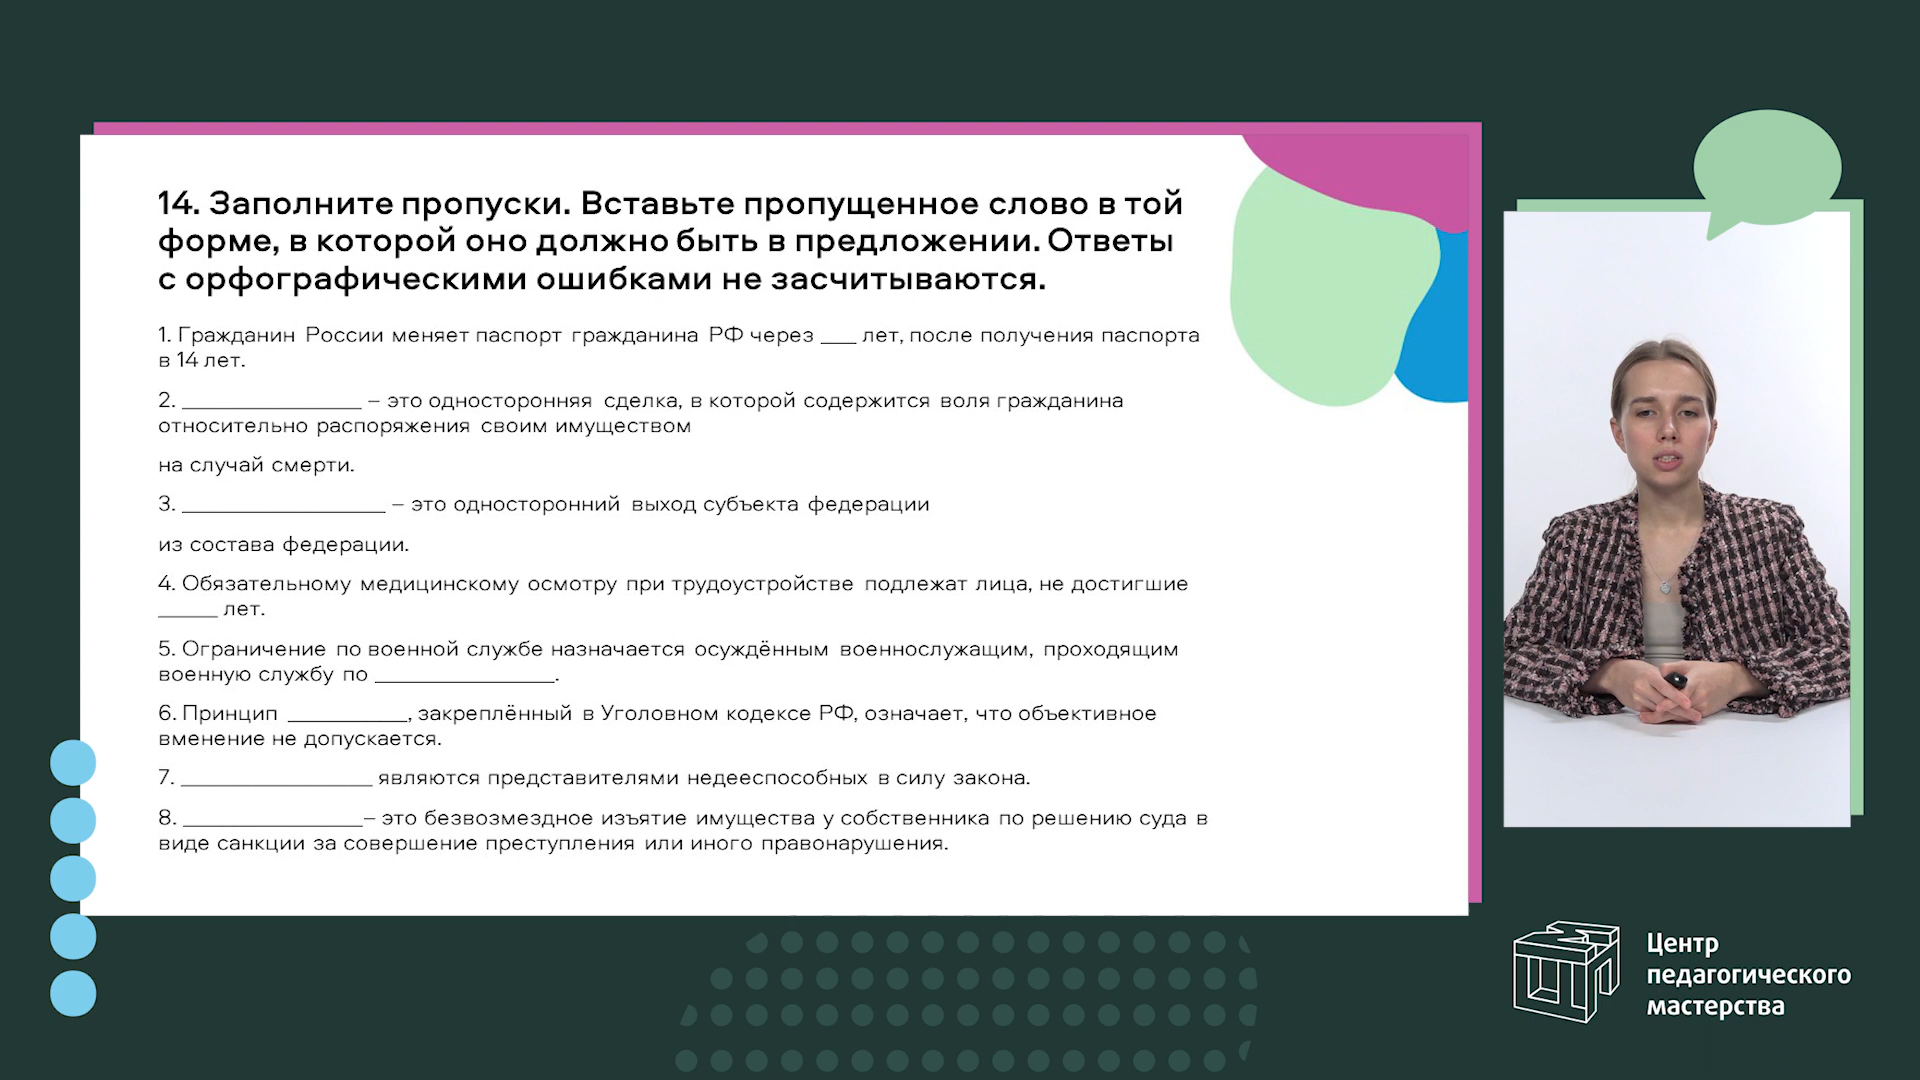 14. Заполните пропуски. Вставьте пропущенное слово в той
форме, в которой оно должно быть в предложении. Ответы
с орфографическими ошибками не засчитываются.
1. Гражданин России меняет паспорт гражданина РФ через ___ лет, после получения паспорта
в 14 лет.
2. _______________ – это односторонняя сделка, в которой содержится воля гражданина
относительно распоряжения своим имуществом
на случай смерти.
3. _________________ – это односторонний выход субъекта федерации
из состава федерации.
4. Обязательному медицинскому осмотру при трудоустройстве подлежат лица, не достигшие
_____ лет.
5. Ограничение по военной службе назначается осуждённым военнослужащим, проходящим
военную службу по _______________.
6. Принцип __________, закреплённый в Уголовном кодексе РФ, означает, что объективное
вменение не допускается.
7. ________________ являются представителями недееспособных в силу закона.
8. _______________– это безвозмездное изъятие имущества у собственника по решению суда в
виде санкции за совершение преступления или иного правонарушения.
Центр
педагогического
мастерства